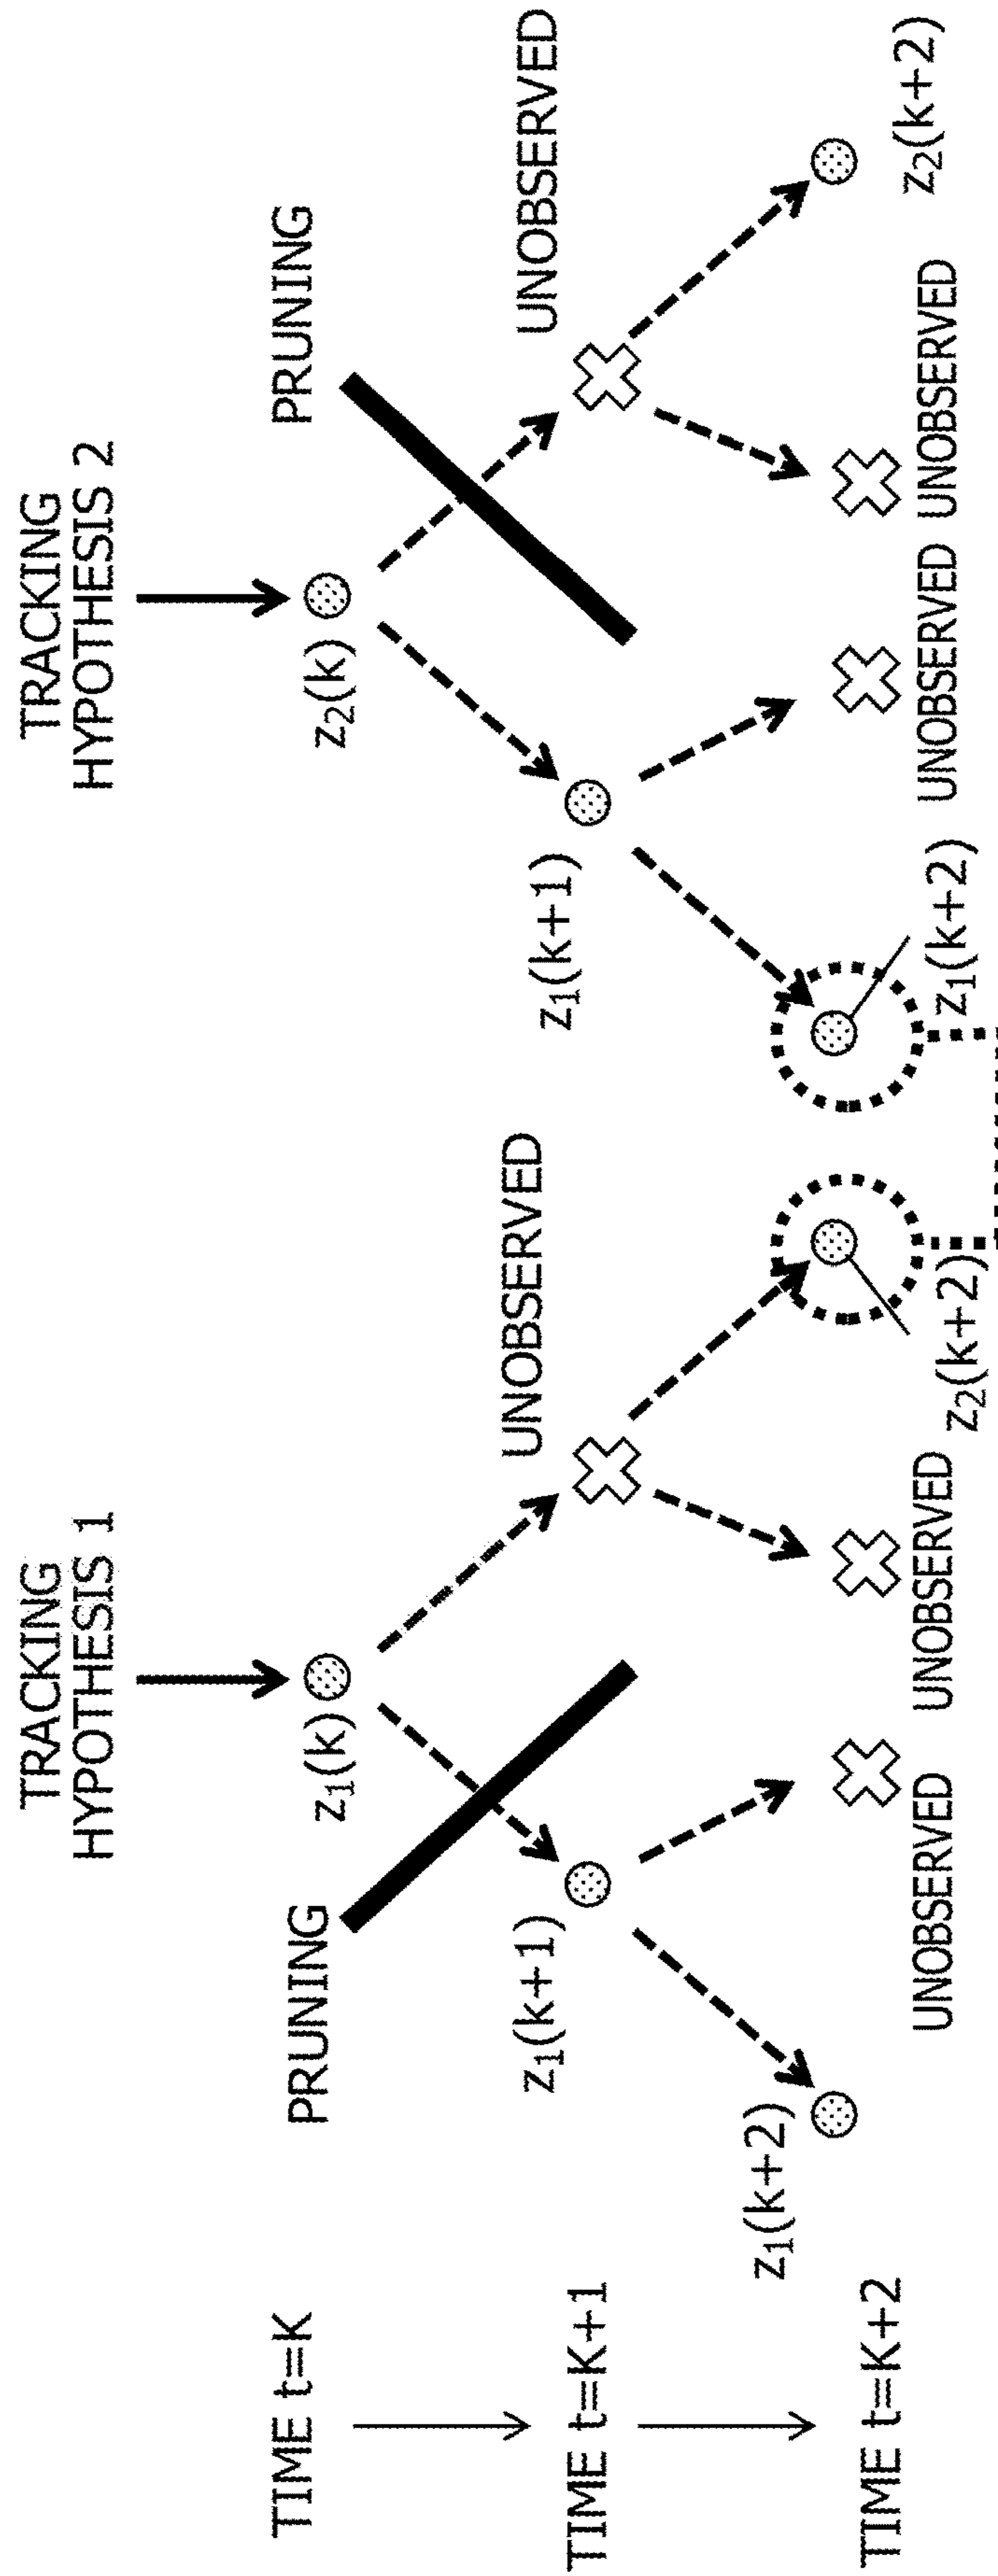 TRACKING
HYPOTHESIS 1
TRACKING
HYPOTHESIS 2
TIME t=K
PRUNING
z₁(k)
z₂(k)
PRUNING
TIME t=K+1
z₁(k+1)
UNOBSERVED
z₁(k+1)
UNOBSERVED
TIME t=K+2
z₁(k+2)
UNOBSERVED
UNOBSERVED
z₂(k+2)
z₁(k+2)
UNOBSERVED
UNOBSERVED
z₂(k+2)